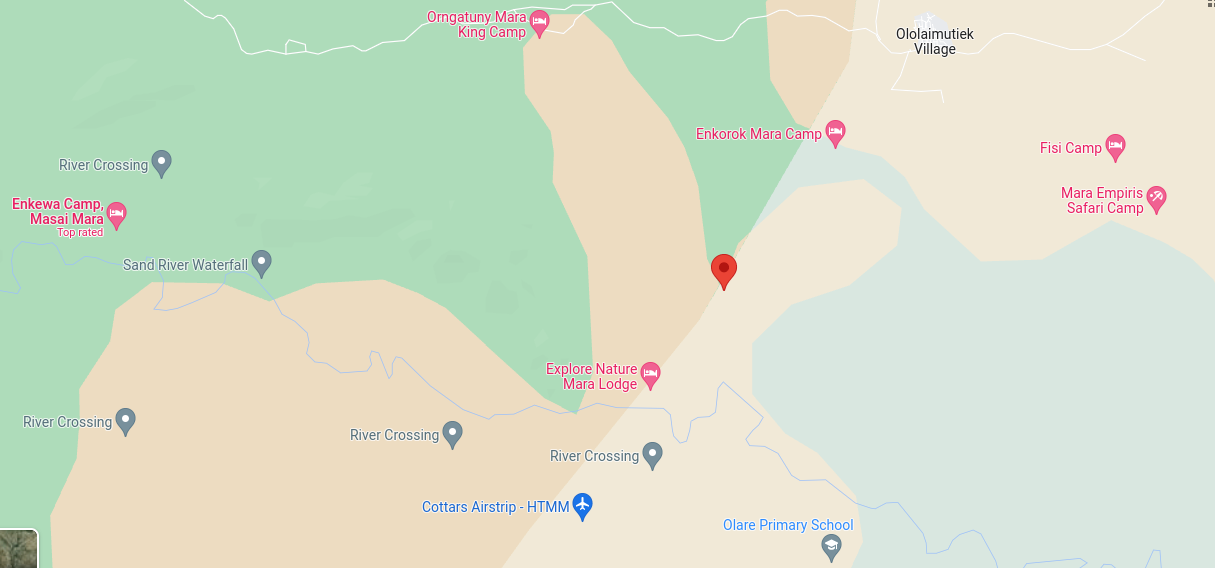 Orngatuny Mara
King Camp
Ololaimutiek
Village
Enkorok Mara Camp
Fisi Camp
River Crossing
Mara Empiris
Safari Camp
Enkewa Camp,
Masai Mara
Top rated
Sand River Waterfall
Explore Nature
Mara Lodge
River Crossing
River Crossing
River Crossing
Cottars Airstrip - HTMM
Olare Primary School